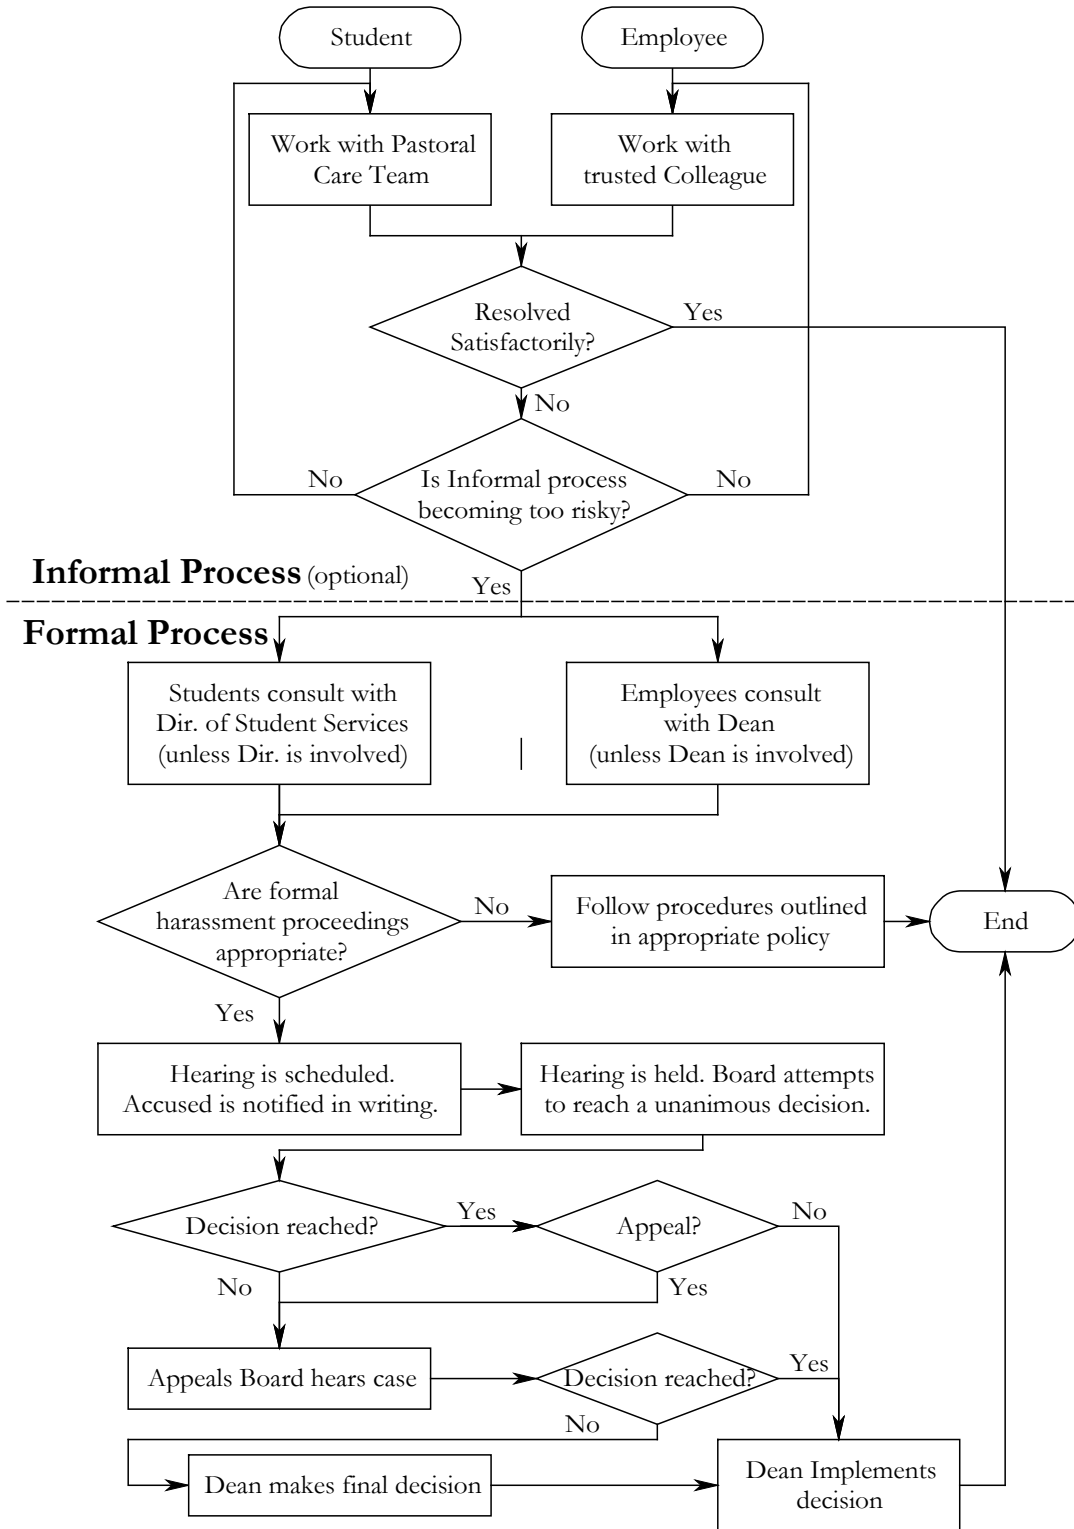 Student
Employee
Work with Pastoral
Care Team
Work with
trusted Colleague
Resolved
Satisfactorily?
Yes
No
Is Informal process
becoming too risky?
No
No
Informal Process (optional)
Yes
Formal Process
Students consult with
Dir. of Student Services
(unless Dir. is involved)
Employees consult
with Dean
(unless Dean is involved)
Are formal
harassment proceedings
appropriate?
No
Follow procedures outlined
in appropriate policy
End
Yes
Hearing is scheduled.
Accused is notified in writing.
Hearing is held. Board attempts
to reach a unanimous decision.
Decision reached?
Yes
Appeal?
No
No
Yes
Appeals Board hears case
Decision reached?
Yes
No
Dean makes final decision
Dean Implements
decision